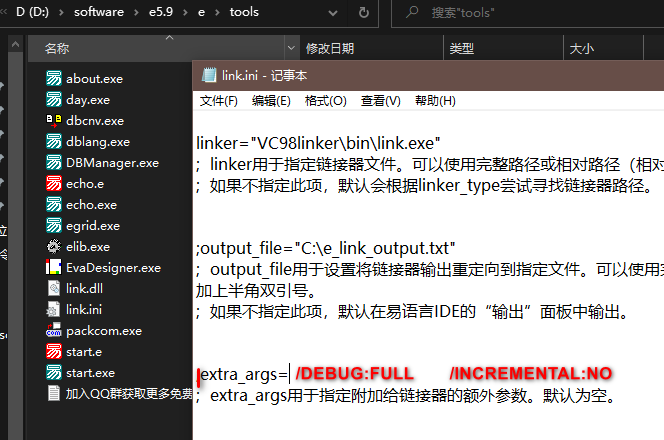 D (D:) › software › e5.9 › e › tools
搜索"tools"
名称 修改日期 类型 大小
about.exe
day.exe
dbcnv.exe
dblang.exe
DBManager.exe
echo.e
echo.exe
egrid.exe
elib.exe
EvaDesigner.exe
link.dll
link.ini
packcom.exe
start.e
start.exe
加入QQ群获取更多免费
link.ini - 记事本
文件(F) 编辑(E) 格式(O) 查看(V) 帮助(H)
linker="VC98linker\bin\link.exe"
; linker用于指定链接器文件。可以使用完整路径或相对路径（相对
; 如果不指定此项，默认会根据linker_type尝试寻找链接器路径。
;output_file="C:\e_link_output.txt"
; output_file用于设置将链接器输出重定向到指定文件。可以使用完
加上半角双引号。
; 如果不指定此项，默认在易语言IDE的“输出”面板中输出。
extra_args= /DEBUG:FULL /INCREMENTAL:NO
; extra_args用于指定附加给链接器的额外参数。默认为空。